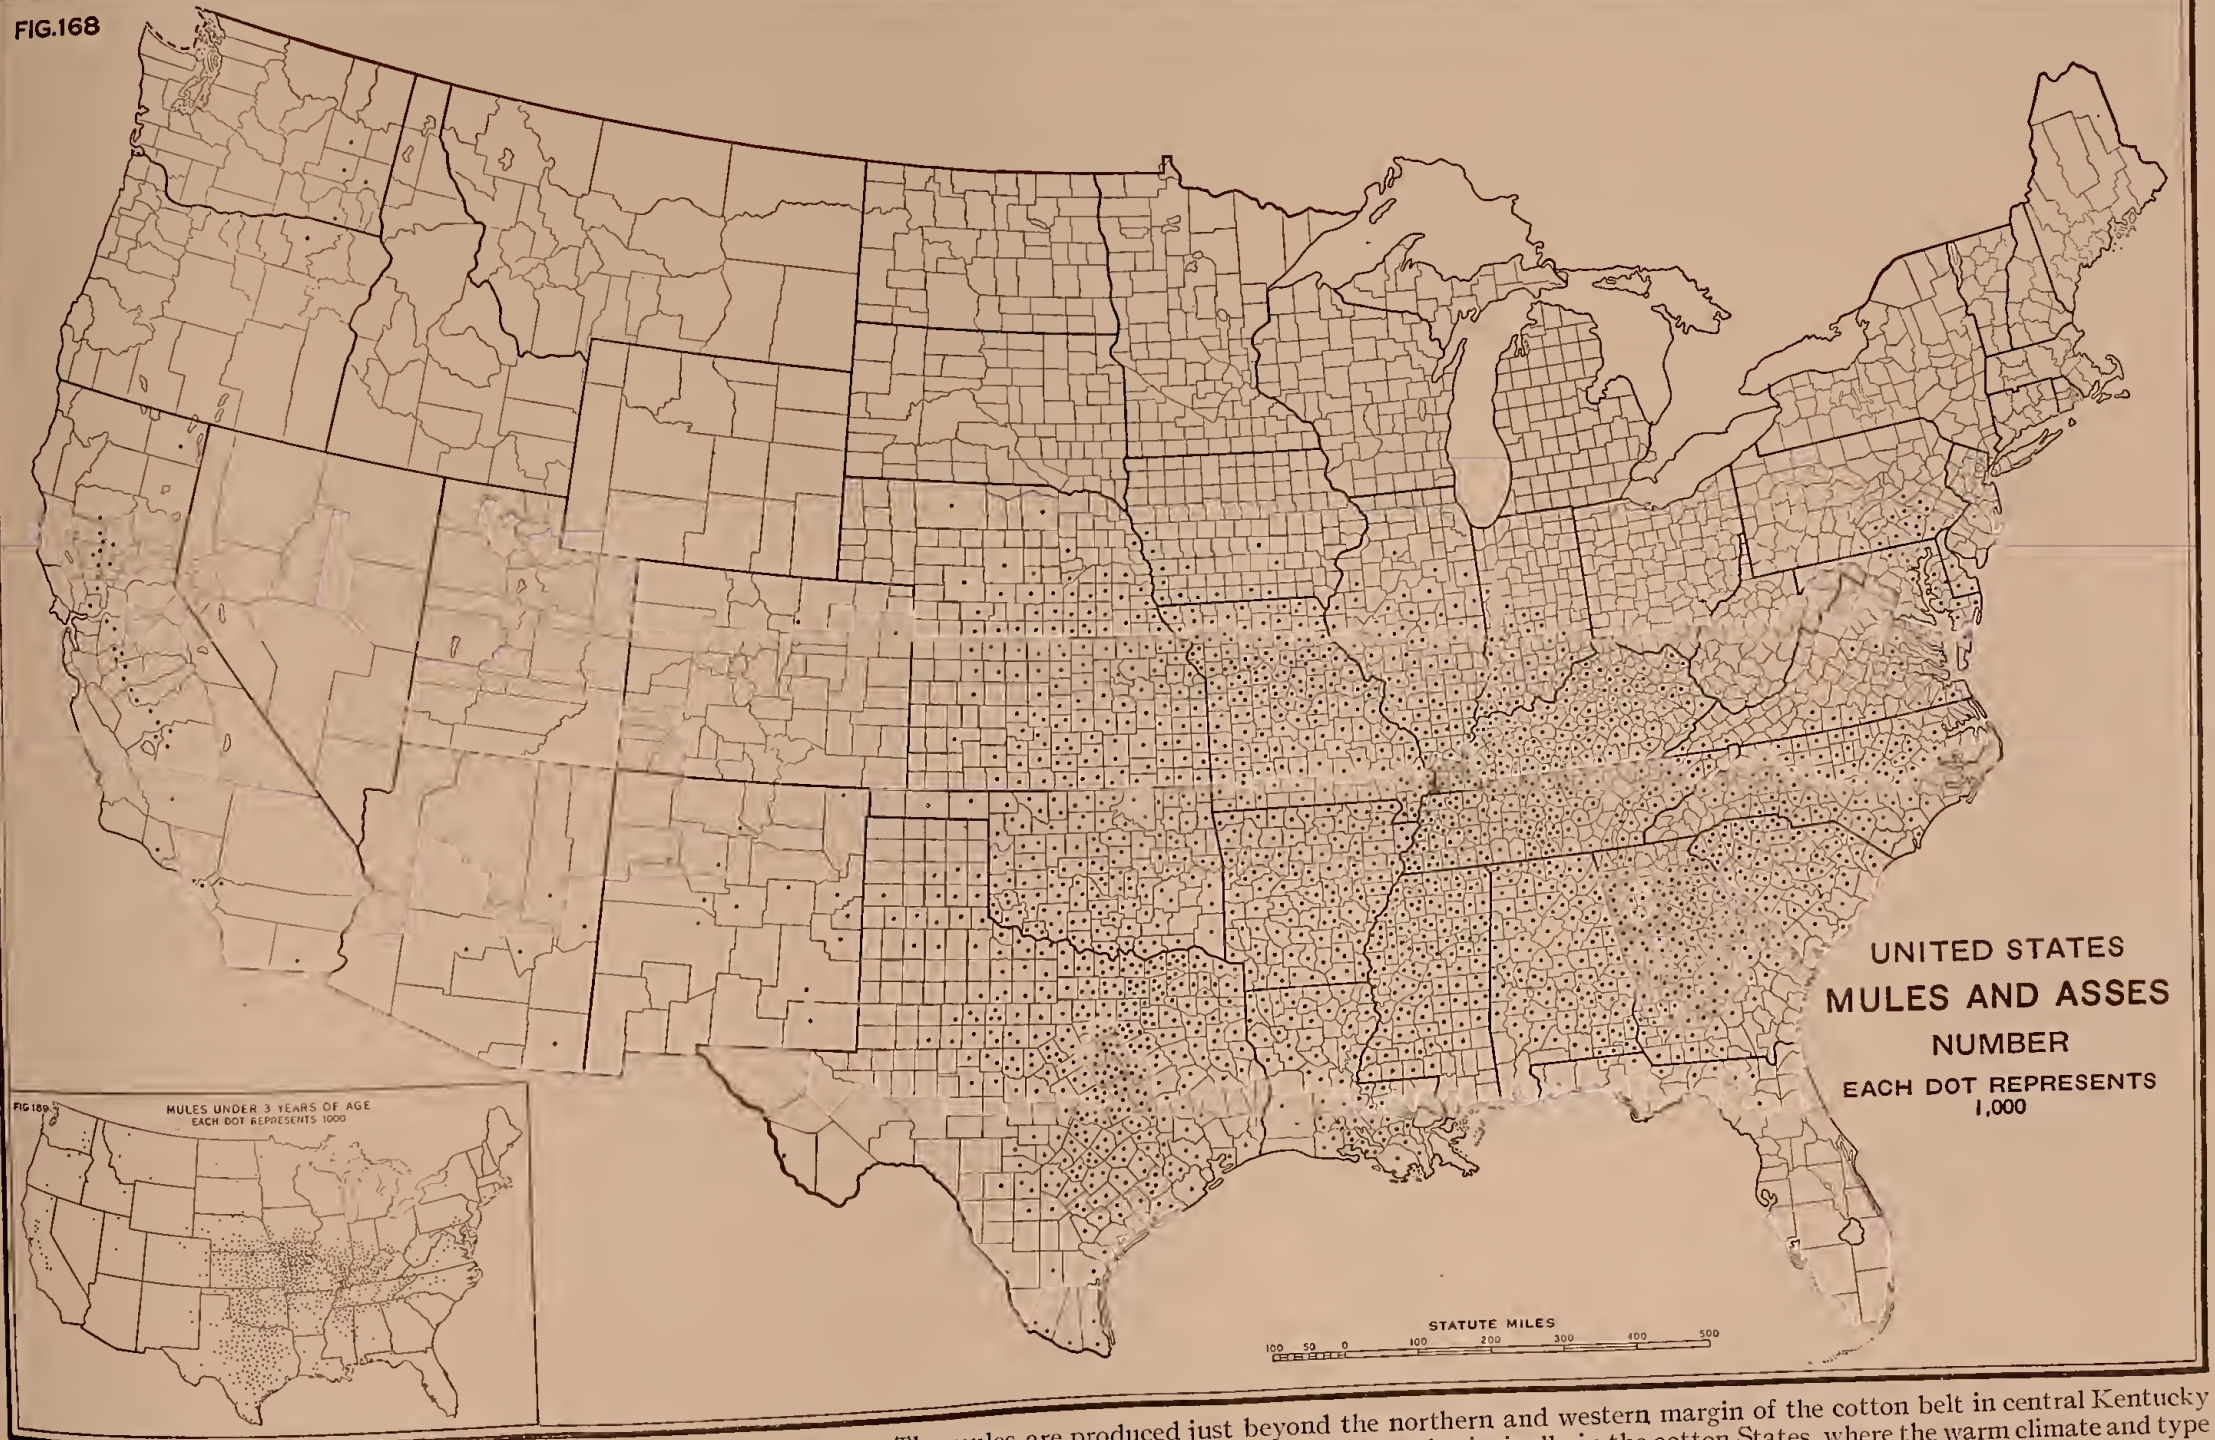 FIG.168
UNITED STATES
MULES AND ASSES
NUMBER
EACH DOT REPRESENTS
1,000
FIG 169
MULES UNDER 3 YEARS OF AGE
EACH DOT REPRESENTS 1000
STATUTE MILES
100 50 0 100 200 300 400 500
mules are produced just beyond the northern and western margin of the cotton belt in central Kentucky
in the cotton States, where the warm climate and type